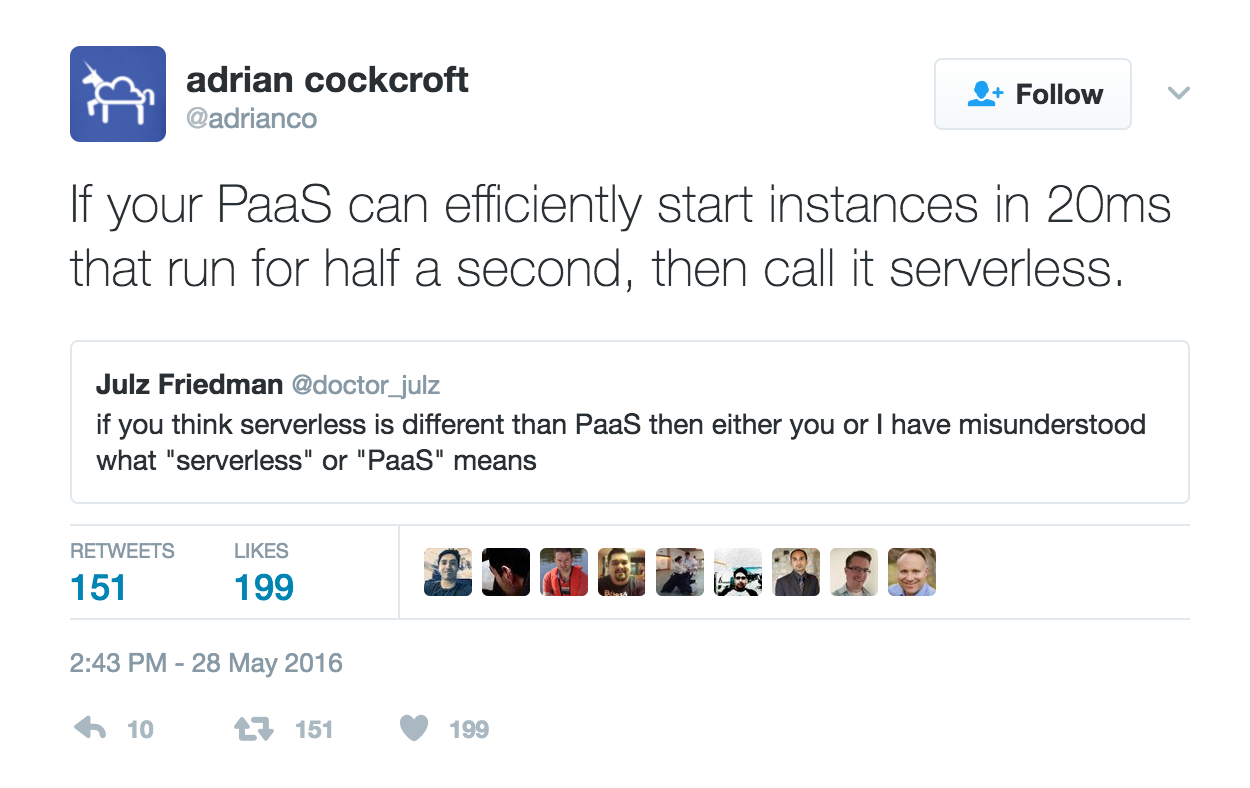 adrian cockcroft
@adrianco
Follow
If your PaaS can efficiently start instances in 20ms
that run for half a second, then call it serverless.
Julz Friedman @doctor_julz
if you think serverless is different than PaaS then either you or I have misunderstood
what "serverless" or "PaaS" means
RETWEETS LIKES
151 199
2:43 PM - 28 May 2016
10 151 199